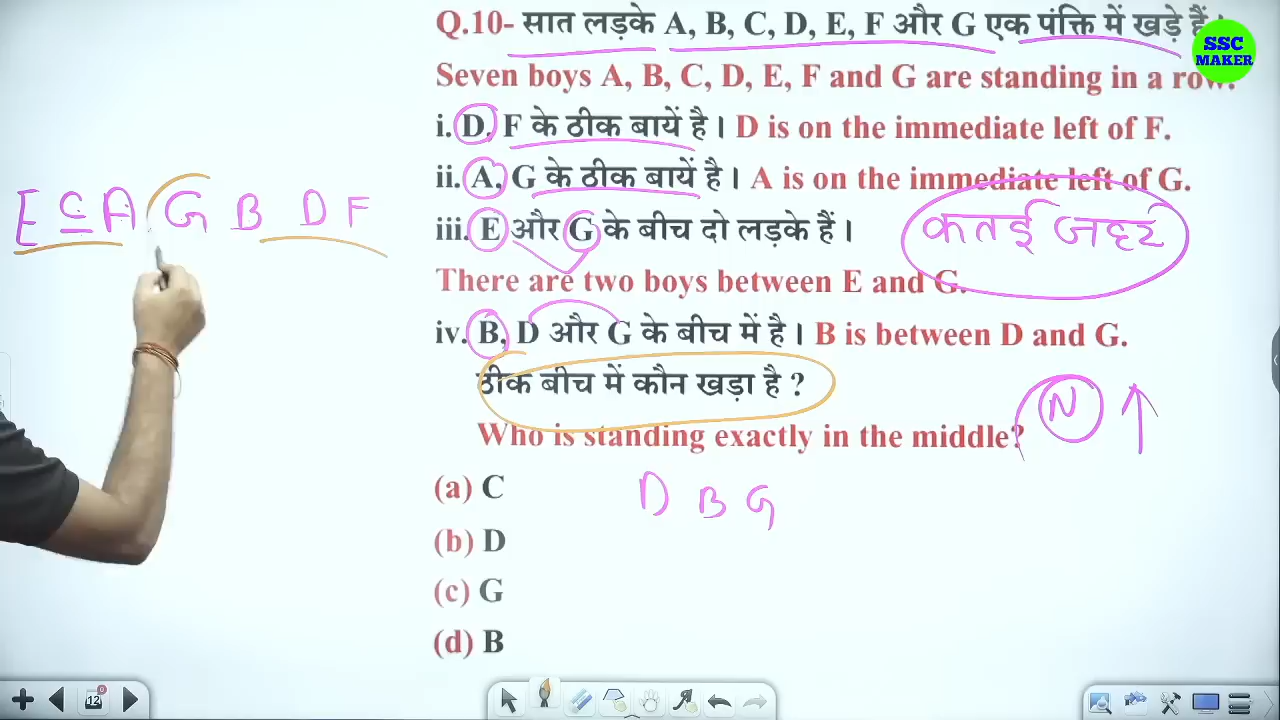 Q.10- सात लड़के A, B, C, D, E, F और G एक पंक्ति में खड़े हैं।
SSC MAKER
Seven boys A, B, C, D, E, F and G are standing in a row.
i. D, F के ठीक बायें है। D is on the immediate left of F.
ii. A, G के ठीक बायें है। A is on the immediate left of G.
E C A G B D F
iii. E और G के बीच दो लड़के हैं।
कतई जहर
There are two boys between E and G.
iv. B, D और G के बीच में है। B is between D and G.
ठीक बीच में कौन खड़ा है ?
N
Who is standing exactly in the middle?
(a) C
D B G
(b) D
(c) G
(d) B
12